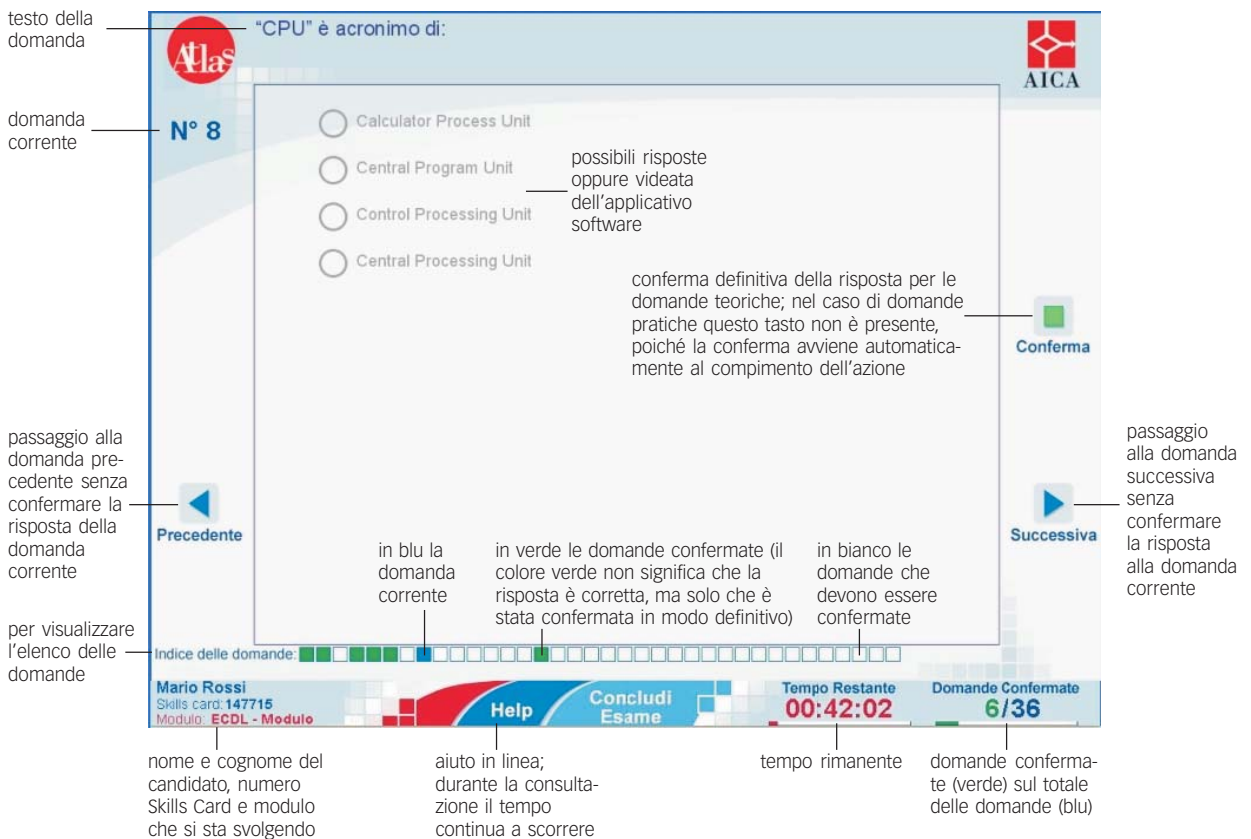 testo della
domanda
Atlas
"CPU" è acronimo di:
AICA
domanda
corrente
N° 8
Calculator Process Unit
Central Program Unit
Control Processing Unit
Central Processing Unit
possibili risposte
oppure videata
dell'applicativo
software
conferma definitiva della risposta per le
domande teoriche; nel caso di domande
pratiche questo tasto non è presente,
poiché la conferma avviene automatica-
mente al compimento dell'azione
Conferma
passaggio alla
domanda pre-
cedente senza
confermare la
risposta della
domanda
corrente
Precedente
Successiva
passaggio
alla domanda
successiva
senza
confermare
la risposta
alla domanda
corrente
in blu la
domanda
corrente
in verde le domande confermate (il
colore verde non significa che la
risposta è corretta, ma solo che è
stata confermata in modo definitivo)
in bianco le
domande che
devono essere
confermate
per visualizzare
l'elenco delle
domande
Indice delle domande:
Mario Rossi
Skills card: 147715
Modulo: ECDL - Modulo
Help
Concludi
Esame
Tempo Restante
00:42:02
Domande Confermate
6/36
nome e cognome del
candidato, numero
Skills Card e modulo
che si sta svolgendo
aiuto in linea;
durante la consulta-
zione il tempo
continua a scorrere
tempo rimanente
domande conferma-
te (verde) sul totale
delle domande (blu)